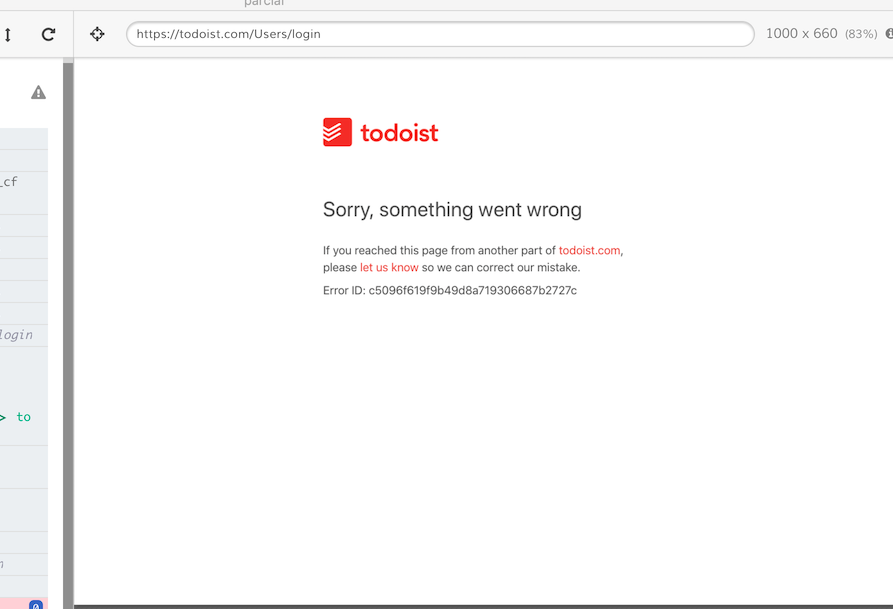 parcial
https://todoist.com/Users/login
1000 x 660 (83%)
_cf
login
> to
0
todoist
Sorry, something went wrong
If you reached this page from another part of todoist.com,
please let us know so we can correct our mistake.
Error ID: c5096f619f9b49d8a719306687b2727c